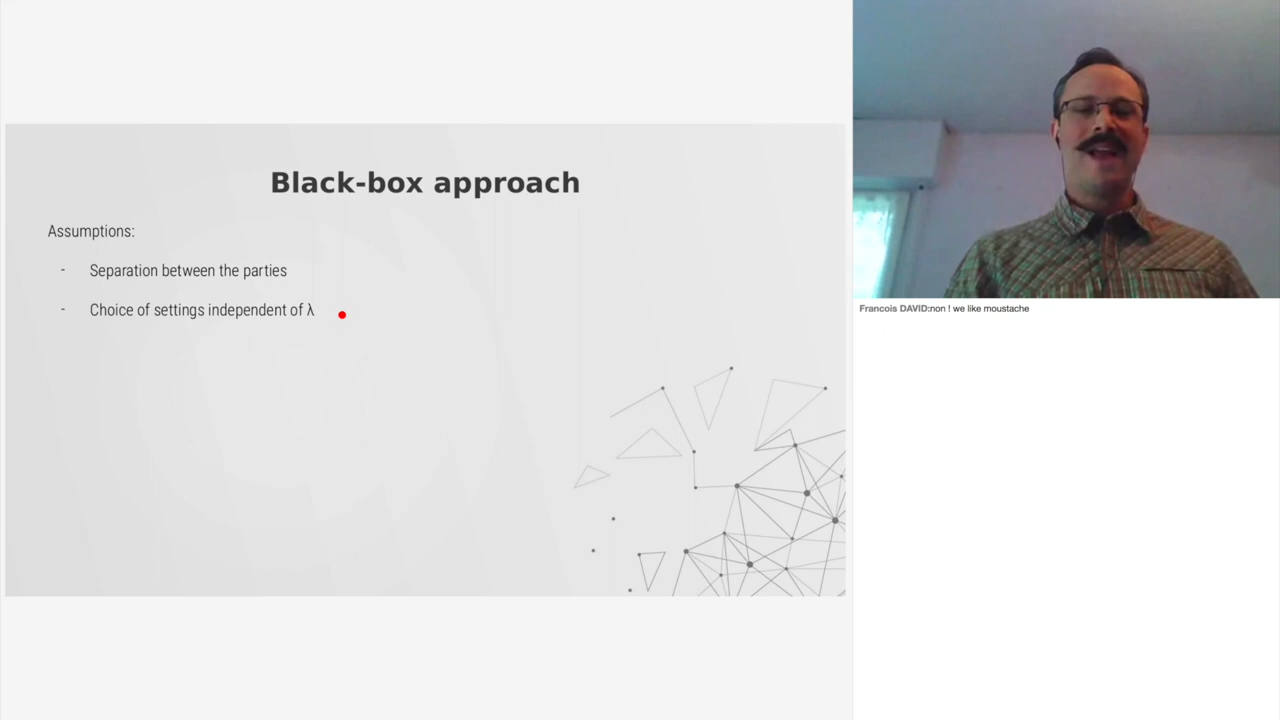 Black-box approach
Assumptions:
- Separation between the parties
- Choice of settings independent of λ
Francois DAVID:non ! we like moustache